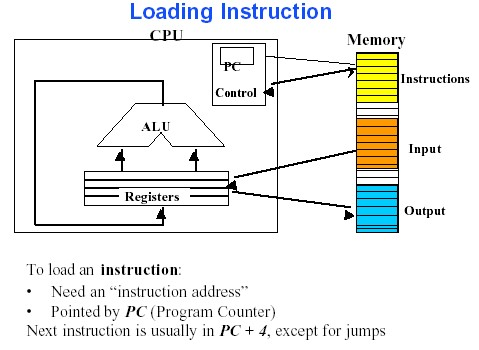 Loading Instruction
CPU
Memory
PC
Control
Instructions
ALU
Input
Registers
Output
To load an instruction:
• Need an “instruction address”
• Pointed by PC (Program Counter)
Next instruction is usually in PC + 4, except for jumps